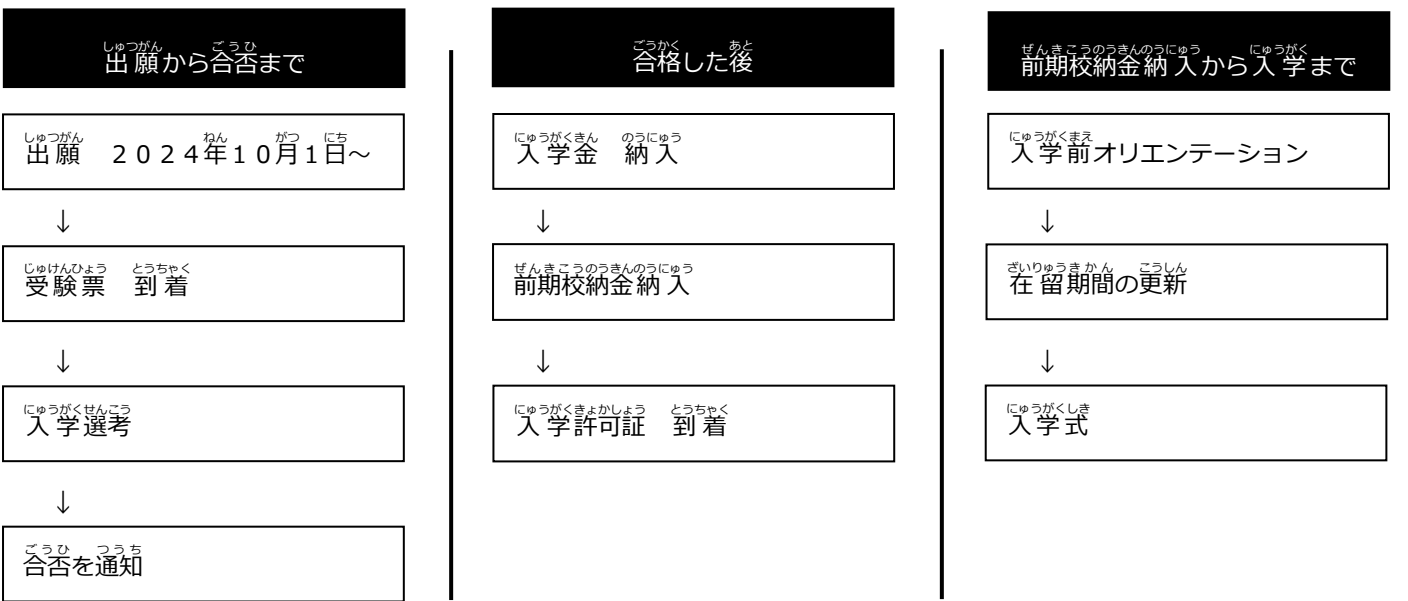 出願から合否まで
出願　２０２４年１０月１日～
↓
受験票　到着
↓
入学選考
↓
合否を通知
合格した後
入学金　納入
↓
前期校納金納入
↓
入学許可証　到着
前期校納金納入から入学まで
入学前オリエンテーション
↓
在留期間の更新
↓
入学式